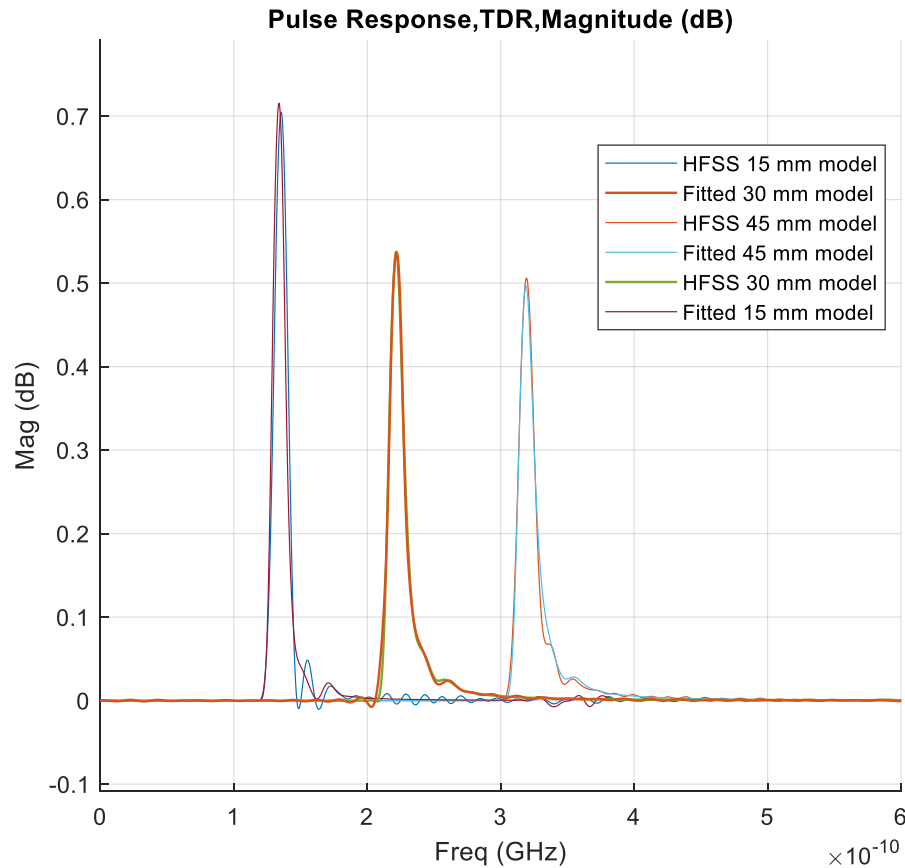 Pulse Response,TDR,Magnitude (dB)
Mag (dB)
0.7
0.6
0.5
0.4
0.3
0.2
0.1
0
-0.1
HFSS 15 mm model
Fitted 30 mm model
HFSS 45 mm model
Fitted 45 mm model
HFSS 30 mm model
Fitted 15 mm model
0 1 2 3 4 5 6
Freq (GHz)
×10^-10